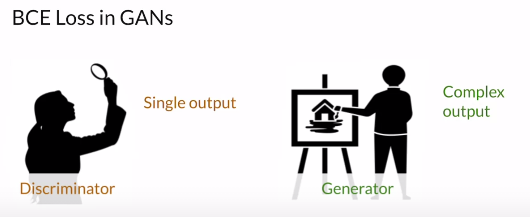 BCE Loss in GANs
Single output
Discriminator
Complex
output
Generator